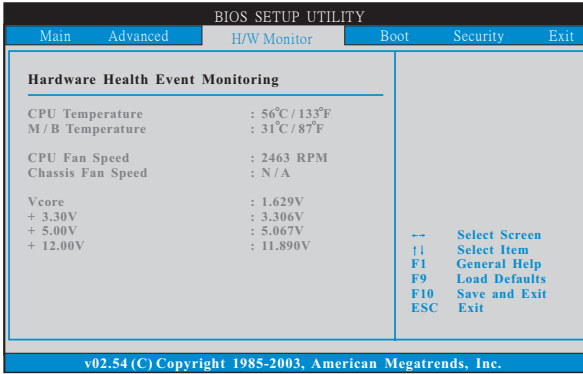 BIOS SETUP UTILITY
Main Advanced H/W Monitor Boot Security Exit
Hardware Health Event Monitoring
CPU Temperature : 56°C / 133°F
M / B Temperature : 31°C / 87°F
CPU Fan Speed : 2463 RPM
Chassis Fan Speed : N / A
Vcore : 1.629V
+ 3.30V : 3.306V
+ 5.00V : 5.067V
+ 12.00V : 11.890V
←→ Select Screen
↑↓ Select Item
F1 General Help
F9 Load Defaults
F10 Save and Exit
ESC Exit
v02.54 (C) Copyright 1985-2003, American Megatrends, Inc.